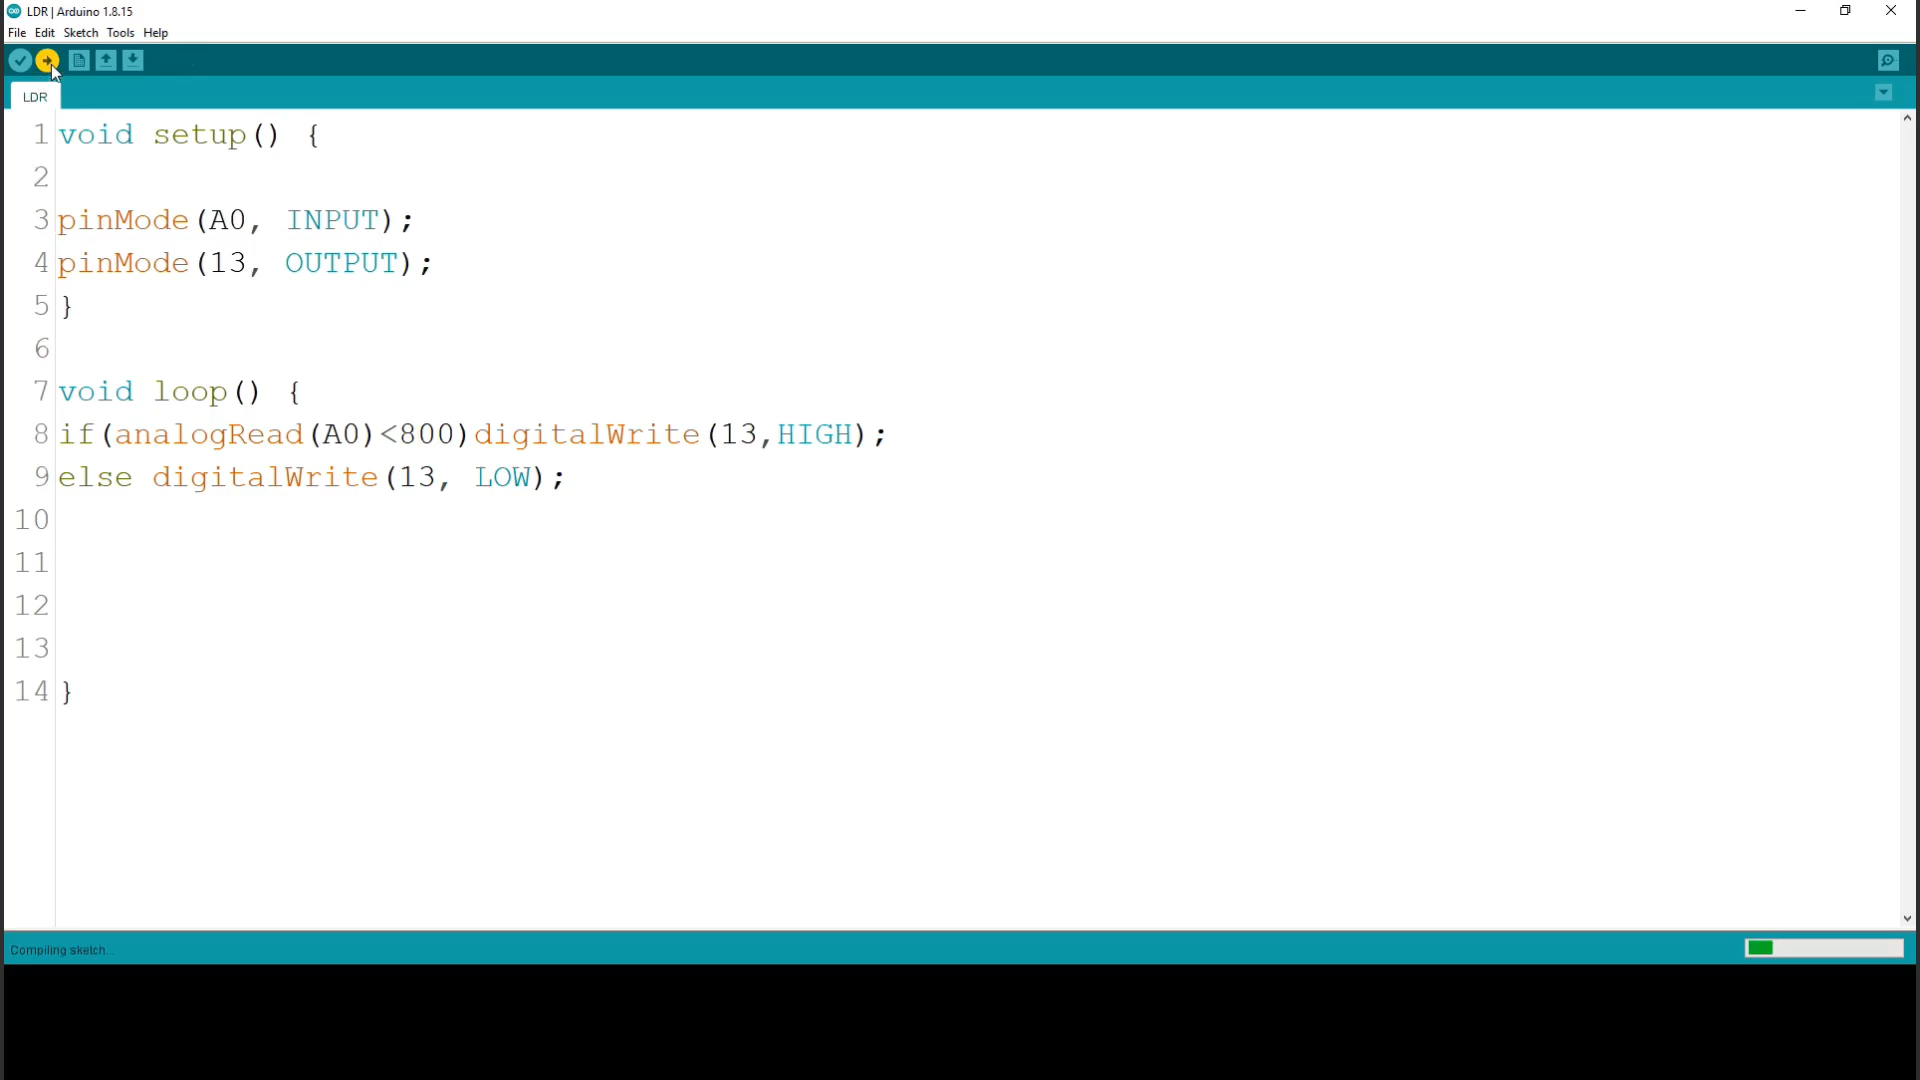 LDR | Arduino 1.8.15
File Edit Sketch Tools Help
LDR
1 void setup() {
2
3 pinMode(A0, INPUT);
4 pinMode(13, OUTPUT);
5 }
6
7 void loop() {
8 if(analogRead(A0)<800)digitalWrite(13,HIGH);
9 else digitalWrite(13, LOW);
10
11
12
13
14 }
Compiling sketch...